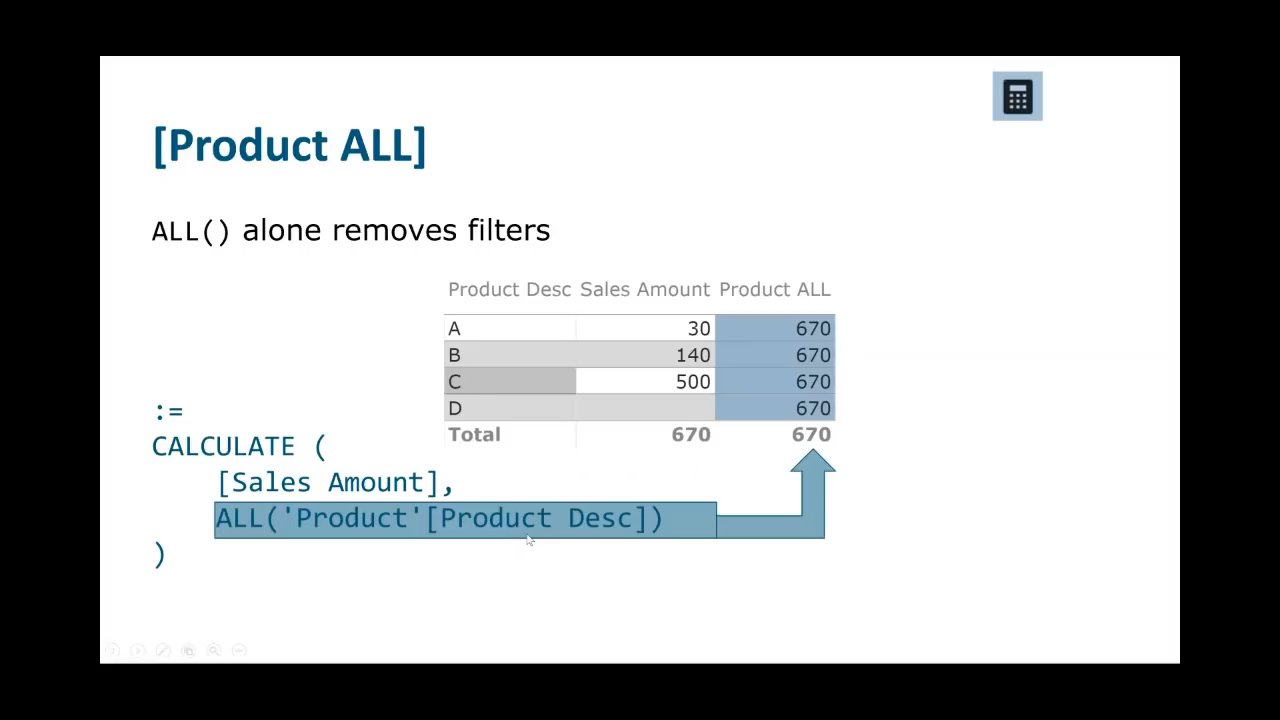 [Product ALL]
ALL() alone removes filters
Product Desc Sales Amount Product ALL
A 30 670
B 140 670
C 500 670
D 670
Total 670 670
:=
CALCULATE (
[Sales Amount],
ALL('Product'[Product Desc])
)